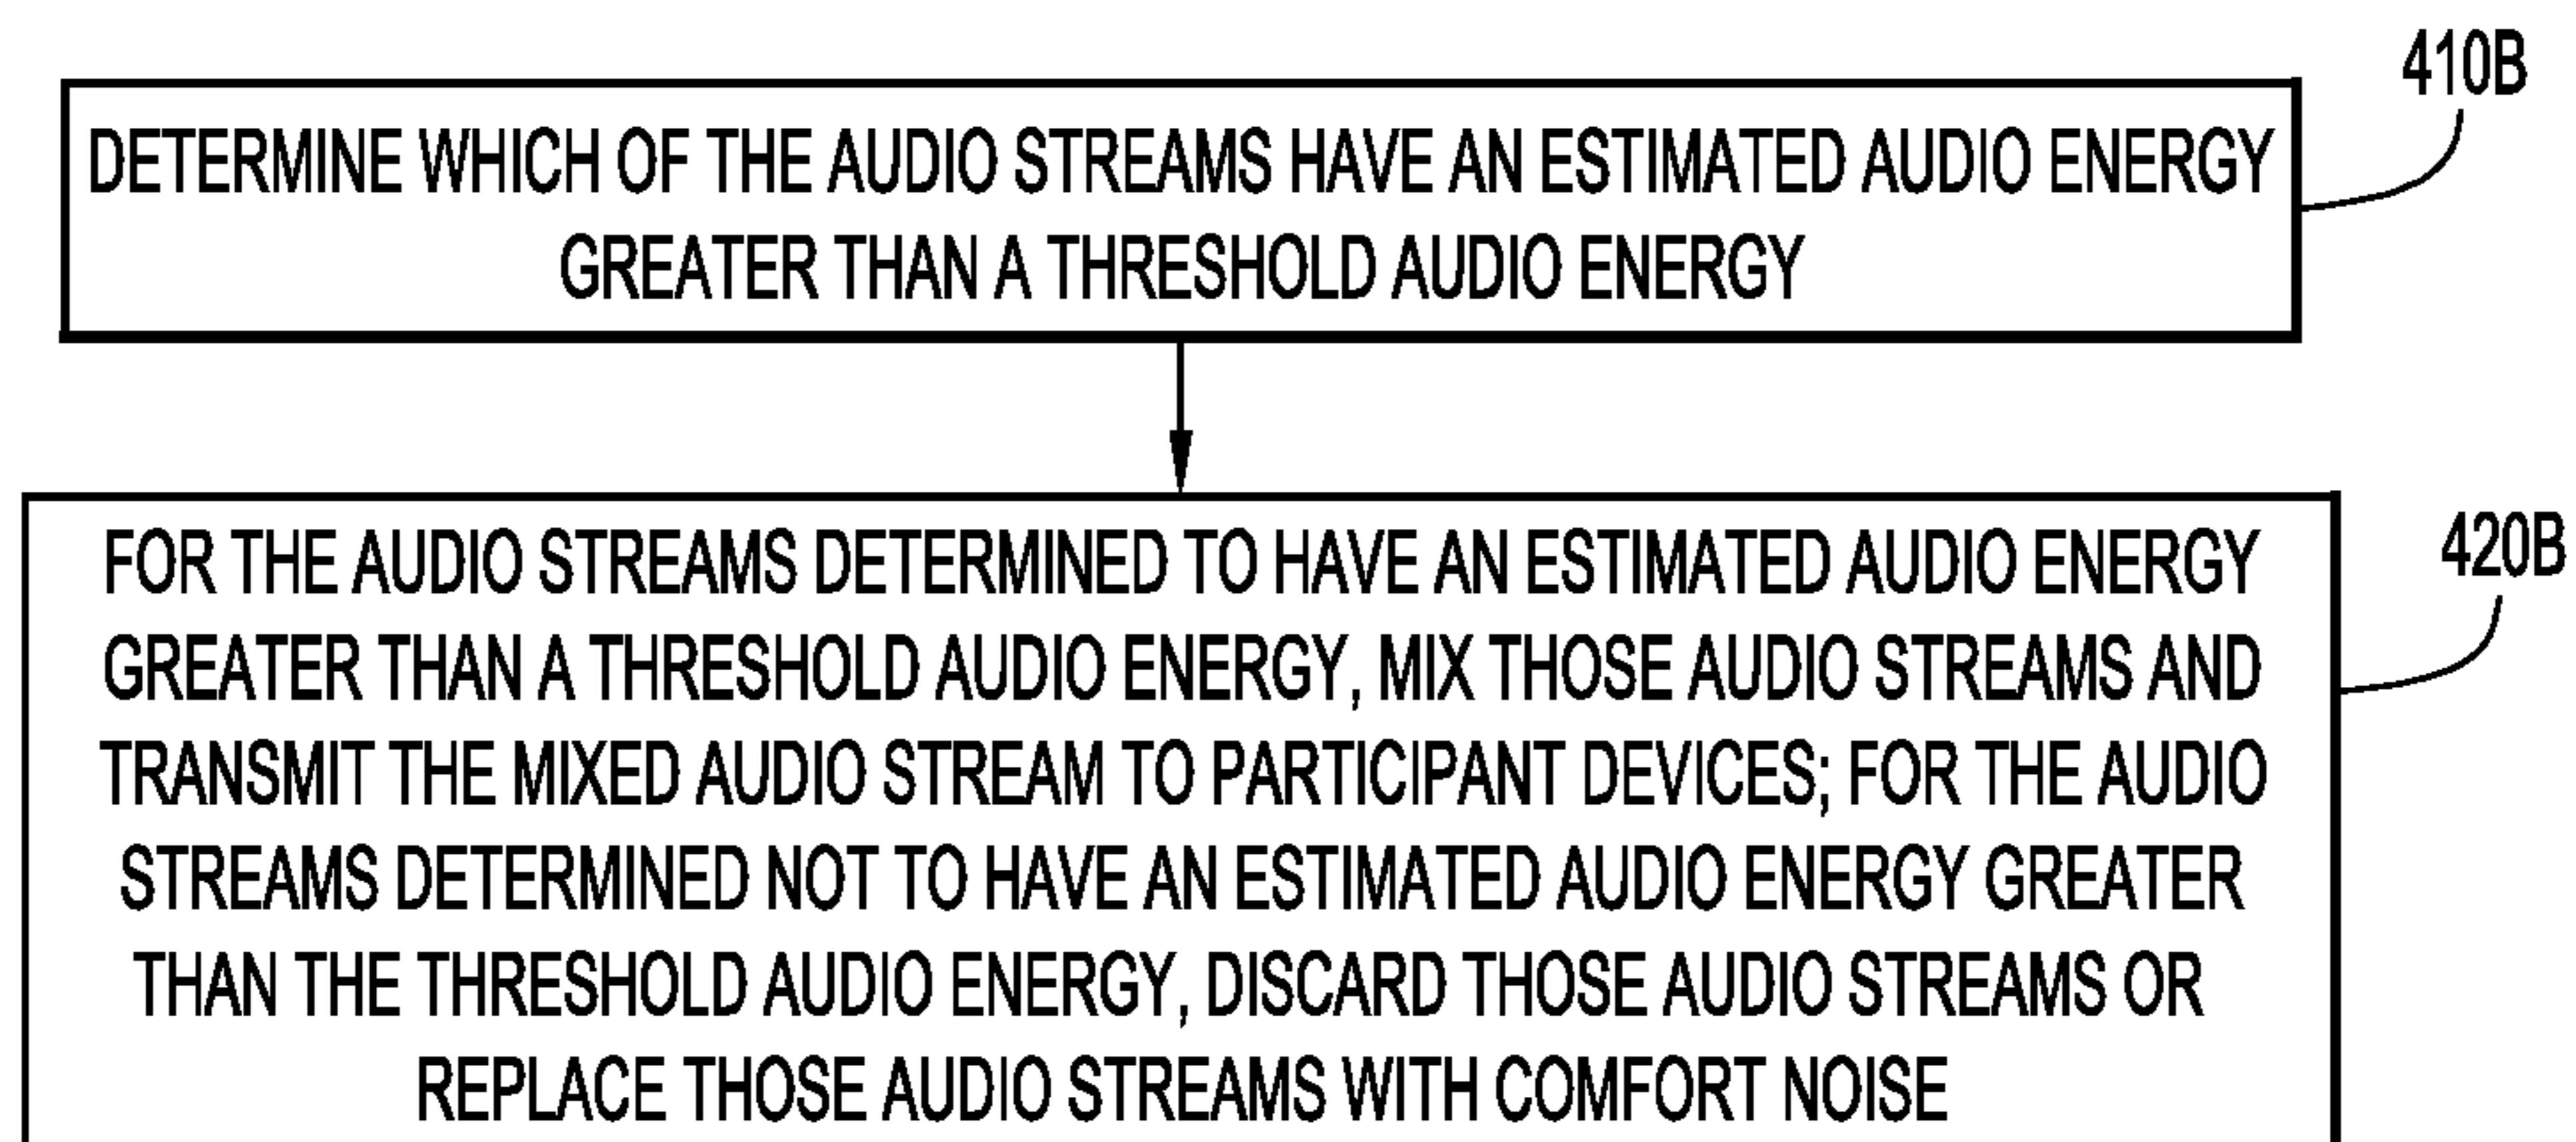 410B
DETERMINE WHICH OF THE AUDIO STREAMS HAVE AN ESTIMATED AUDIO ENERGY
GREATER THAN A THRESHOLD AUDIO ENERGY
420B
FOR THE AUDIO STREAMS DETERMINED TO HAVE AN ESTIMATED AUDIO ENERGY
GREATER THAN A THRESHOLD AUDIO ENERGY, MIX THOSE AUDIO STREAMS AND
TRANSMIT THE MIXED AUDIO STREAM TO PARTICIPANT DEVICES; FOR THE AUDIO
STREAMS DETERMINED NOT TO HAVE AN ESTIMATED AUDIO ENERGY GREATER
THAN THE THRESHOLD AUDIO ENERGY, DISCARD THOSE AUDIO STREAMS OR
REPLACE THOSE AUDIO STREAMS WITH COMFORT NOISE